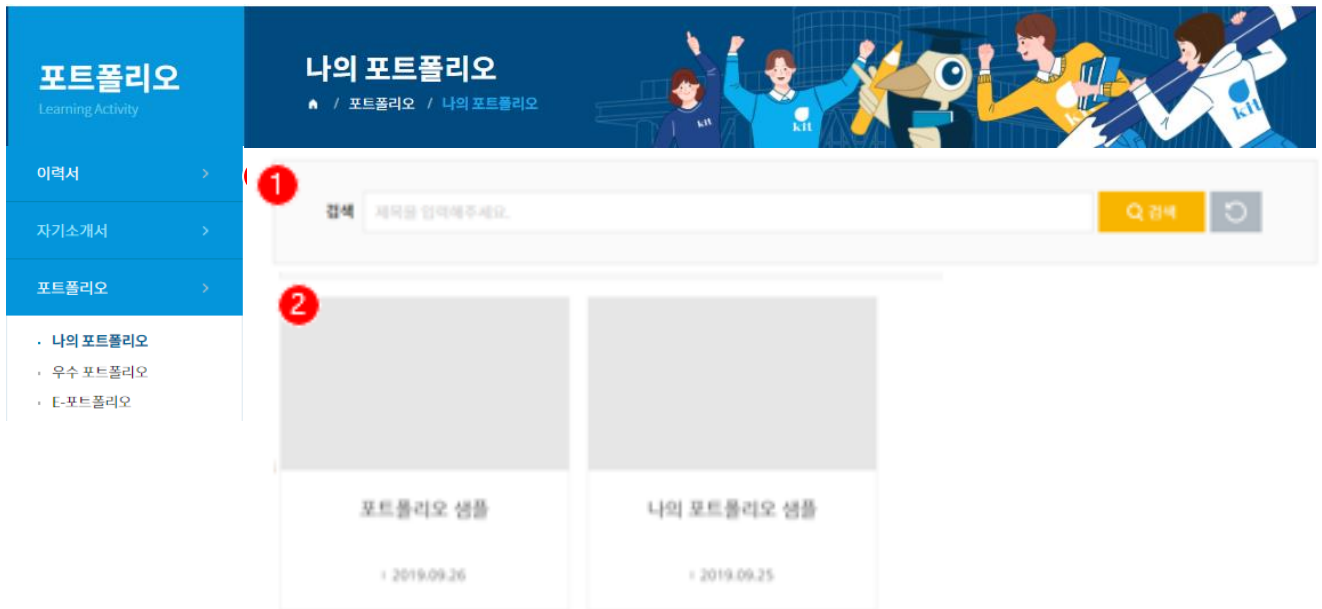 포트폴리오
Learning Activity
나의 포트폴리오
/ 포트폴리오 / 나의 포트폴리오
kit
kit
kit
kit
이력서
자기소개서
포트폴리오
· 나의 포트폴리오
우수 포트폴리오
E-포트폴리오
1
검색
제목을 입력해주세요.
검색
2
포트폴리오 샘플
나의 포트폴리오 샘플
2019.09.26
2019.09.25